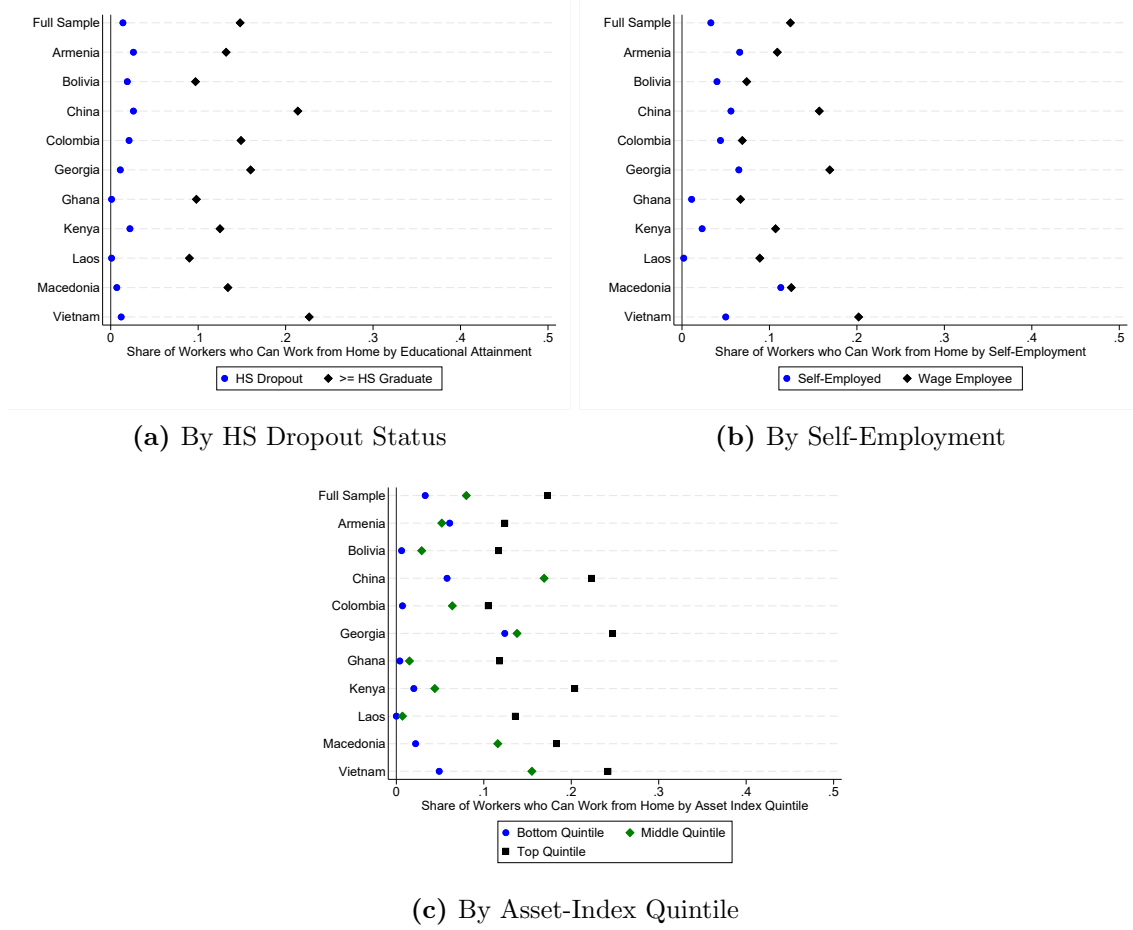 Full Sample
Armenia
Bolivia
China
Colombia
Georgia
Ghana
Kenya
Laos
Macedonia
Vietnam
0 .1 .2 .3 .4 .5
Share of Workers who Can Work from Home by Educational Attainment
HS Dropout >= HS Graduate
(a) By HS Dropout Status
Full Sample
Armenia
Bolivia
China
Colombia
Georgia
Ghana
Kenya
Laos
Macedonia
Vietnam
0 .1 .2 .3 .4 .5
Share of Workers who Can Work from Home by Self-Employment
Self-Employed Wage Employee
(b) By Self-Employment
Full Sample
Armenia
Bolivia
China
Colombia
Georgia
Ghana
Kenya
Laos
Macedonia
Vietnam
0 .1 .2 .3 .4 .5
Share of Workers who Can Work from Home by Asset Index Quintile
Bottom Quintile Middle Quintile
Top Quintile
(c) By Asset-Index Quintile